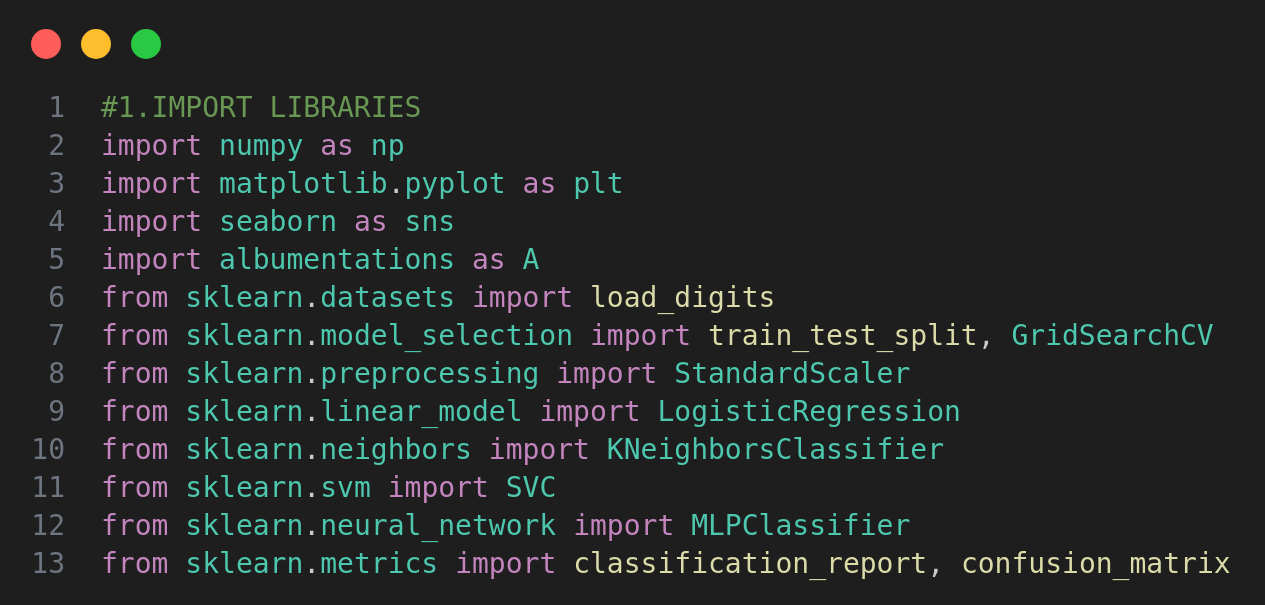 1 #1.IMPORT LIBRARIES
2 import numpy as np
3 import matplotlib.pyplot as plt
4 import seaborn as sns
5 import albumentations as A
6 from sklearn.datasets import load_digits
7 from sklearn.model_selection import train_test_split, GridSearchCV
8 from sklearn.preprocessing import StandardScaler
9 from sklearn.linear_model import LogisticRegression
10 from sklearn.neighbors import KNeighborsClassifier
11 from sklearn.svm import SVC
12 from sklearn.neural_network import MLPClassifier
13 from sklearn.metrics import classification_report, confusion_matrix